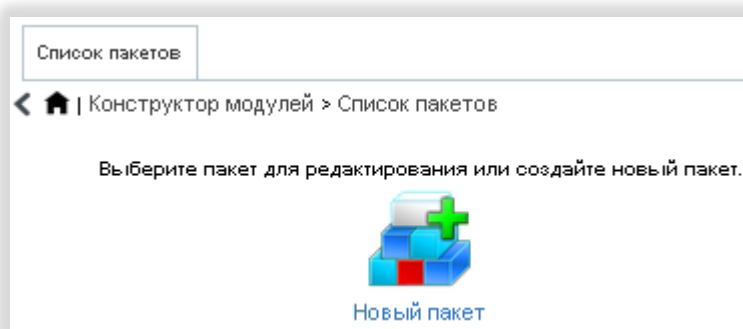 Список пакетов
| Конструктор модулей > Список пакетов
Выберите пакет для редактирования или создайте новый пакет.
Новый пакет